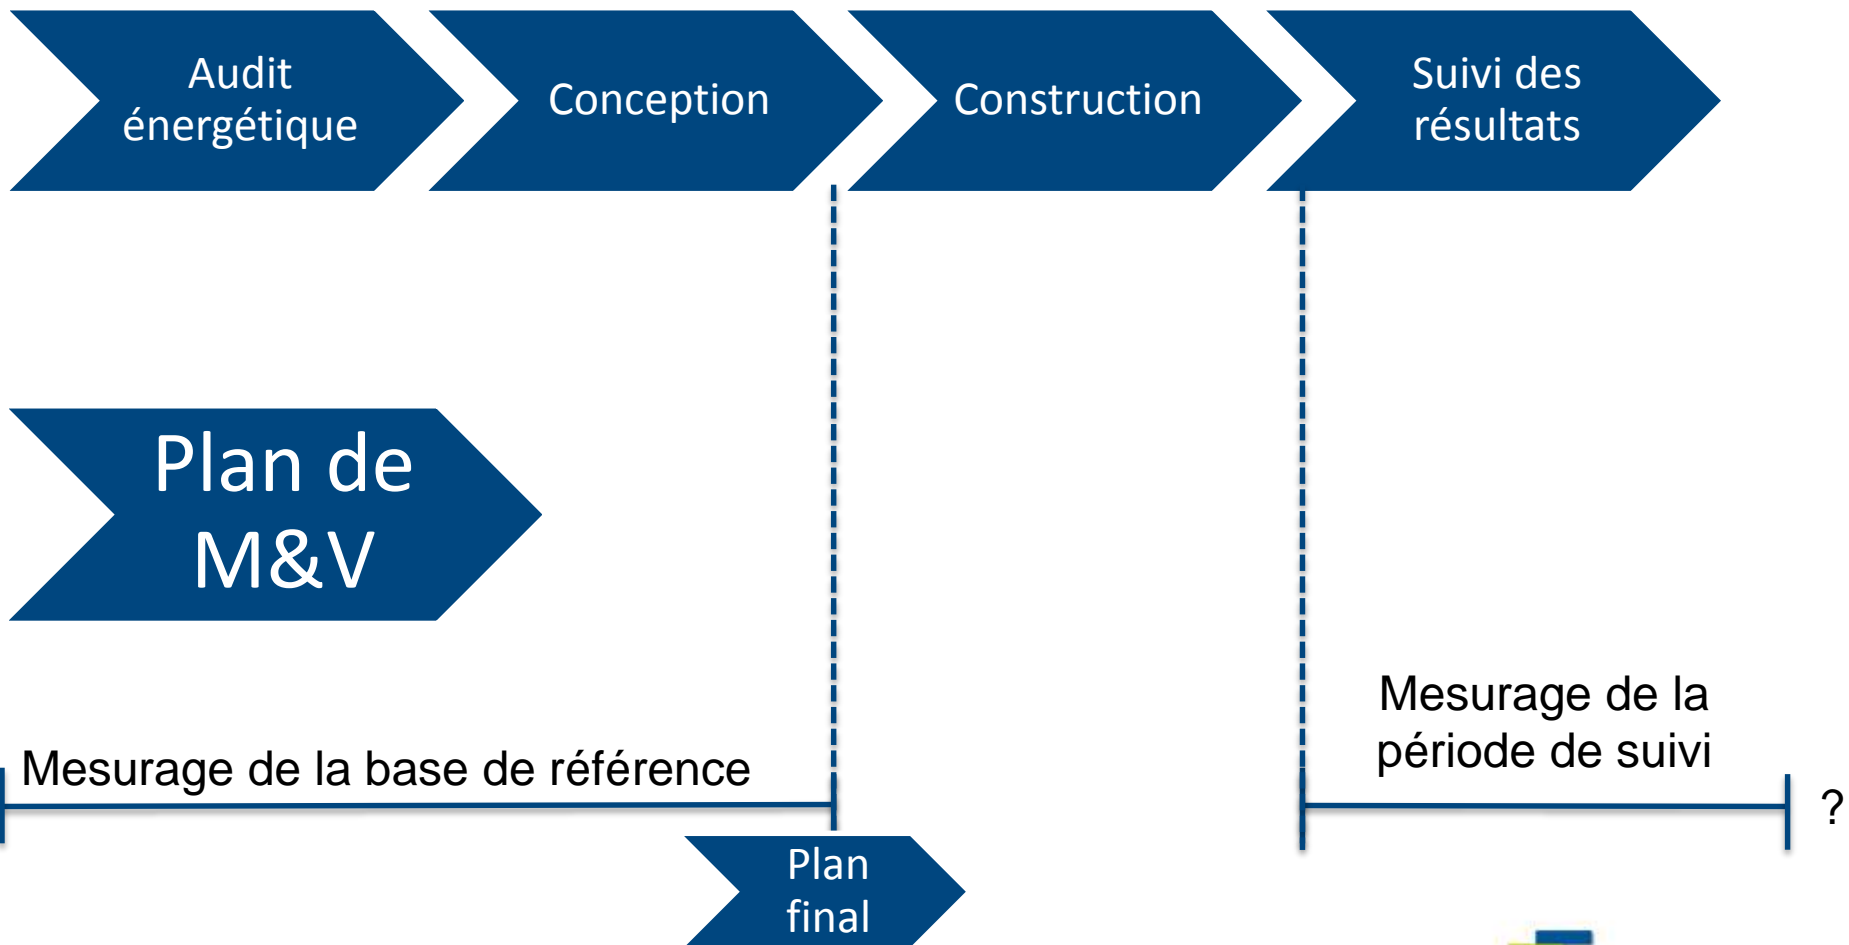 Audit
énergétique
Conception
Construction
Suivi des
résultats
Plan de
M&V
Mesurage de la
période de suivi
Mesurage de la base de référence
?
Plan
final